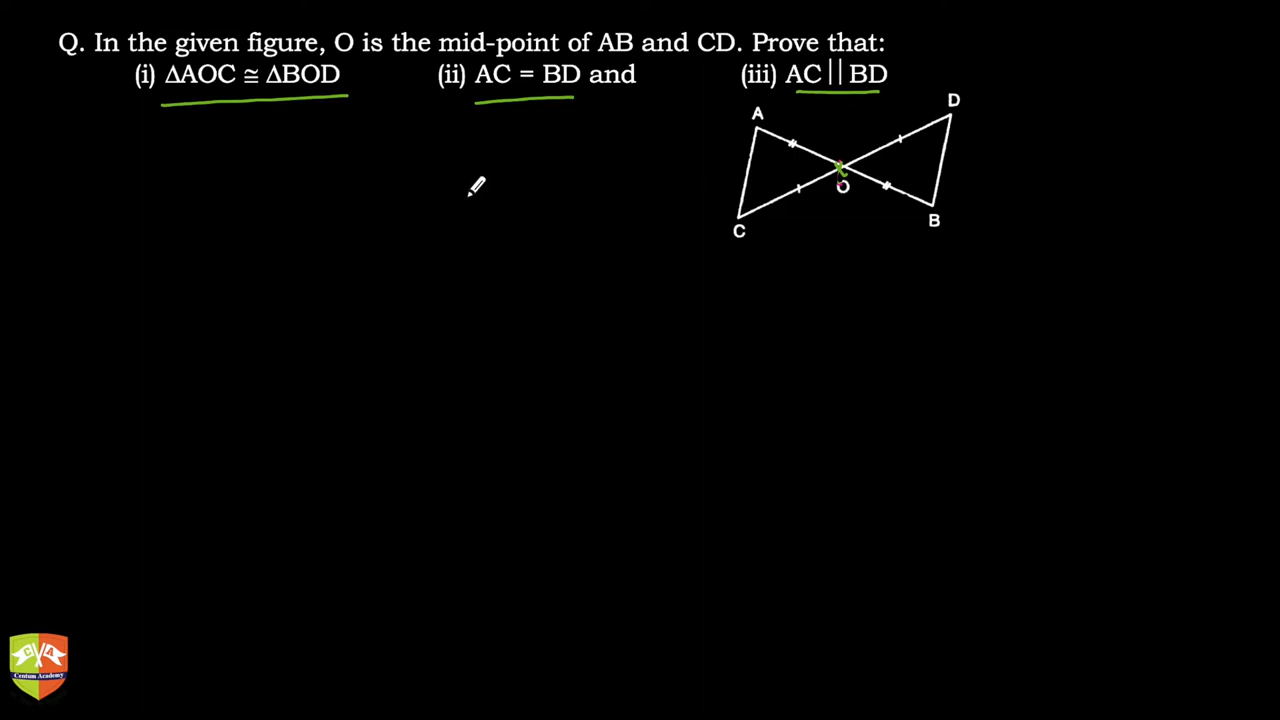 Q. In the given figure, O is the mid-point of AB and CD. Prove that:
(i) ΔAOC ≅ ΔBOD (ii) AC = BD and (iii) AC || BD
A
D
O
C
B
C A
Centum Academy